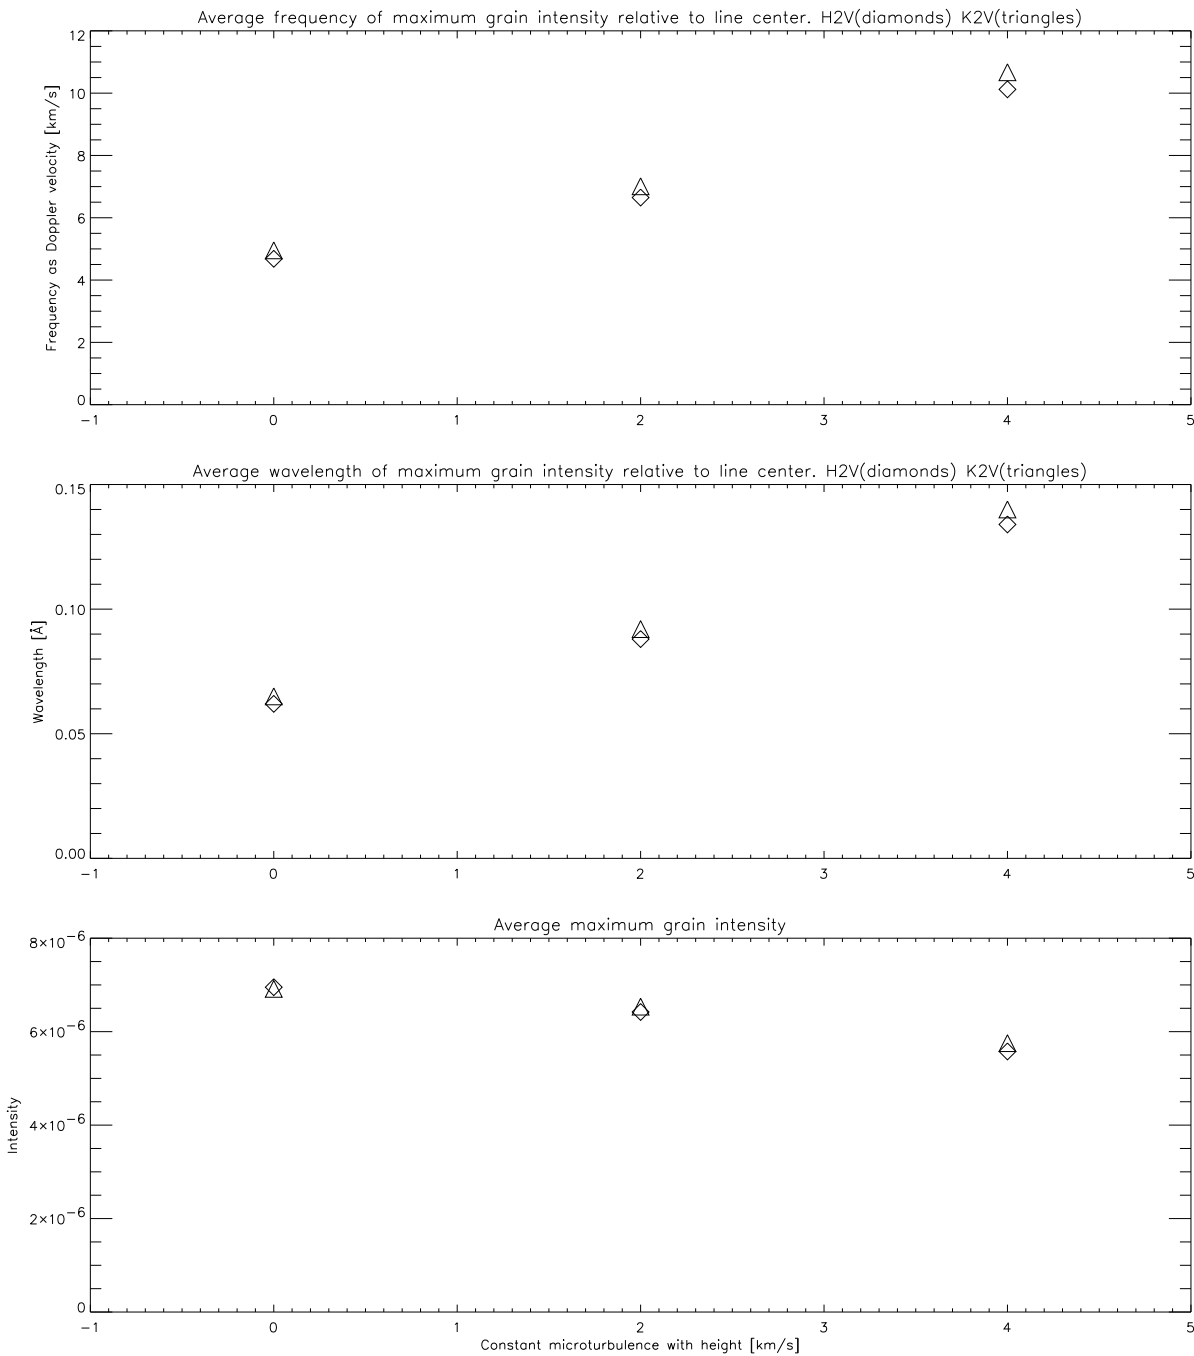 Average frequency of maximum grain intensity relative to line center. H2V(diamonds) K2V(triangles)
12
10
8
6
4
2
0
Frequency as Doppler velocity [km/s]
−1 0 1 2 3 4 5
Average wavelength of maximum grain intensity relative to line center. H2V(diamonds) K2V(triangles)
0.15
0.10
0.05
0.00
Wavelength [Å]
−1 0 1 2 3 4 5
Average maximum grain intensity
8×10⁻⁶
6×10⁻⁶
4×10⁻⁶
2×10⁻⁶
0
Intensity
−1 0 1 2 3 4 5
Constant microturbulence with height [km/s]